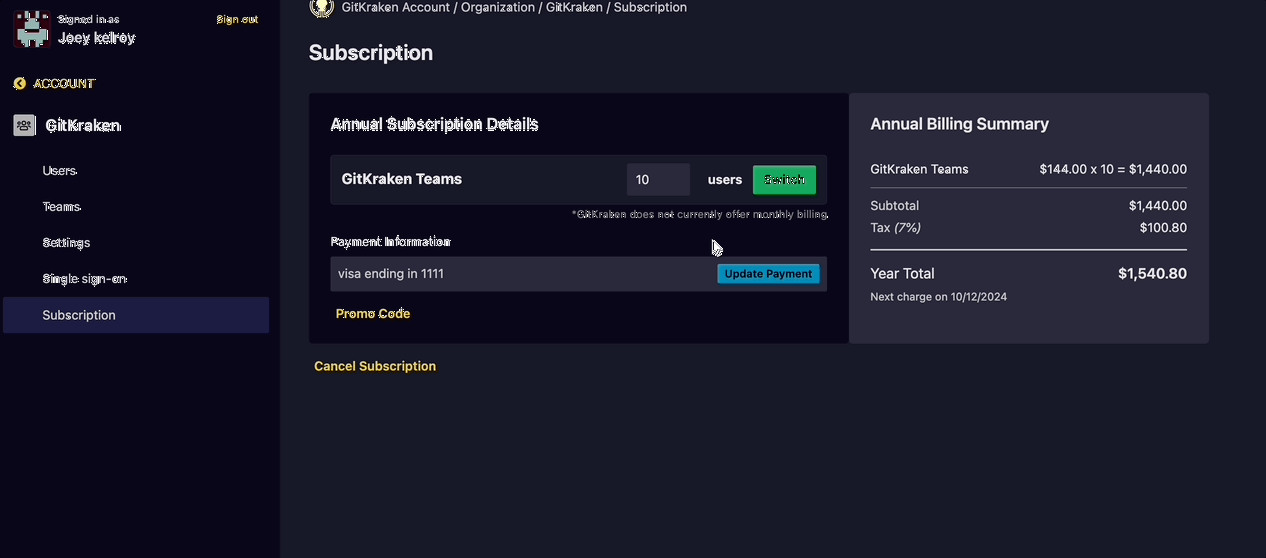 Signed in as
Sign out
Joey kelroy
ACCOUNT
GitKraken
Users
Teams
Settings
Single sign-on
Subscription
GitKraken Account / Organization / GitKraken / Subscription
Subscription
Annual Subscription Details
GitKraken Teams
10
users
Switch
*GitKraken does not currently offer monthly billing.
Payment Information
visa ending in 1111
Update Payment
Promo Code
Cancel Subscription
Annual Billing Summary
GitKraken Teams $144.00 x 10 = $1,440.00
Subtotal $1,440.00
Tax (7%) $100.80
Year Total $1,540.80
Next charge on 10/12/2024